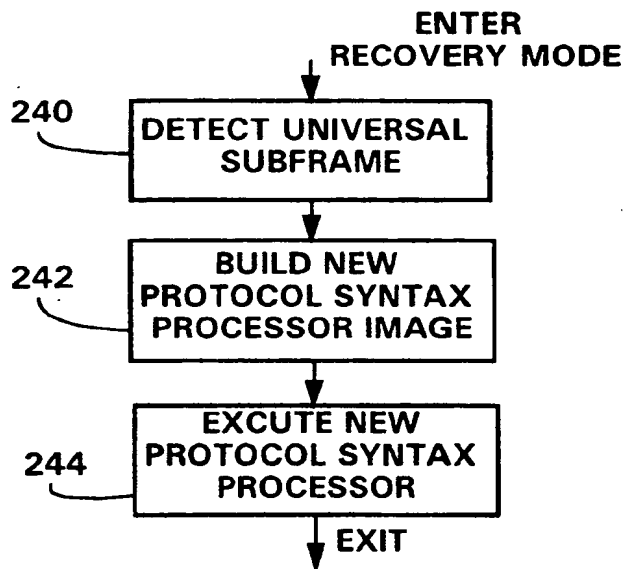 ENTER
RECOVERY MODE
240
DETECT UNIVERSAL
SUBFRAME
242
BUILD NEW
PROTOCOL SYNTAX
PROCESSOR IMAGE
244
EXCUTE NEW
PROTOCOL SYNTAX
PROCESSOR
EXIT